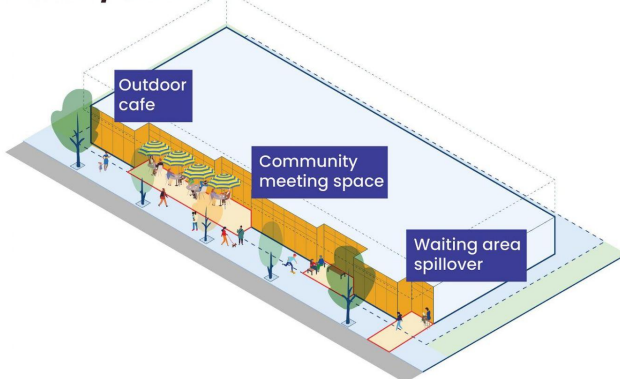 Outdoor
cafe
Community
meeting space
Waiting area
spillover